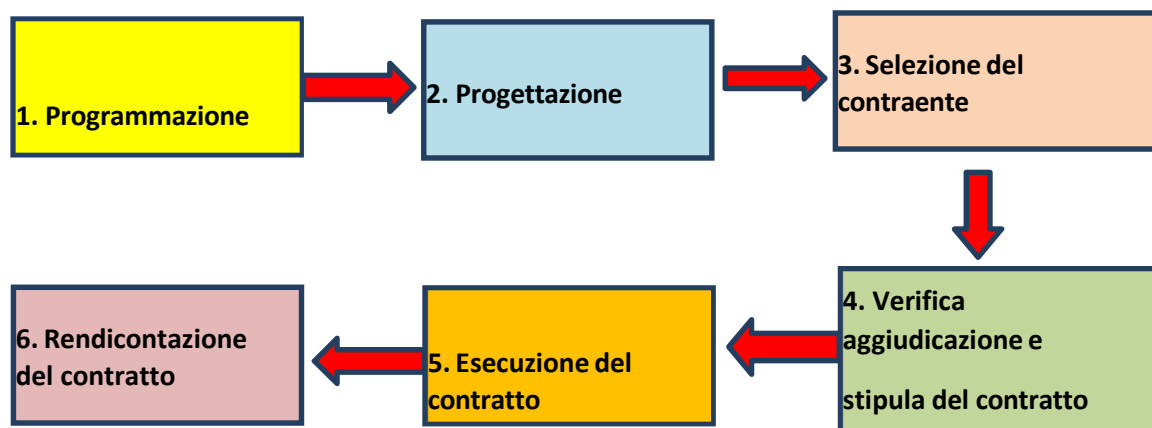 1. Programmazione
2. Progettazione
3. Selezione del
contraente
4. Verifica
aggiudicazione e
stipula del contratto
5. Esecuzione del
contratto
6. Rendicontazione
del contratto